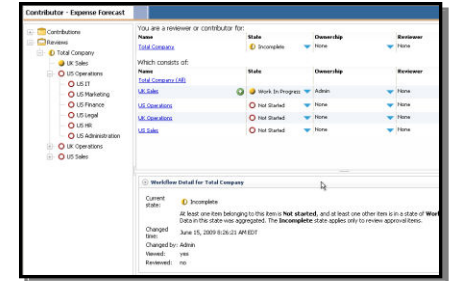 Contributor - Expense Forecast
Contributions
Reviews
Total Company
UK Sales
US Operations
US IT
US Marketing
US Finance
US Legal
US HR
US Administration
UK Operations
US Sales
You are a reviewer or contributor for:
Name State Ownership Reviewer
Total Company Incomplete None None
Which consists of:
Name State Ownership Reviewer
Total Company (All)
UK Sales Work In Progress Admin None
US Operations Not Started None None
UK Operations Not Started None None
US Sales Not Started None None
Workflow Detail for Total Company
Current state: Incomplete
At least one item belonging to this item is Not started, and at least one other item is in a state of Work
Data in this state was aggregated. The Incomplete state applies only to review approval items.
Changed time: June 15, 2009 8:26:21 AM EDT
Changed by: Admin
Viewed: yes
Reviewed: no